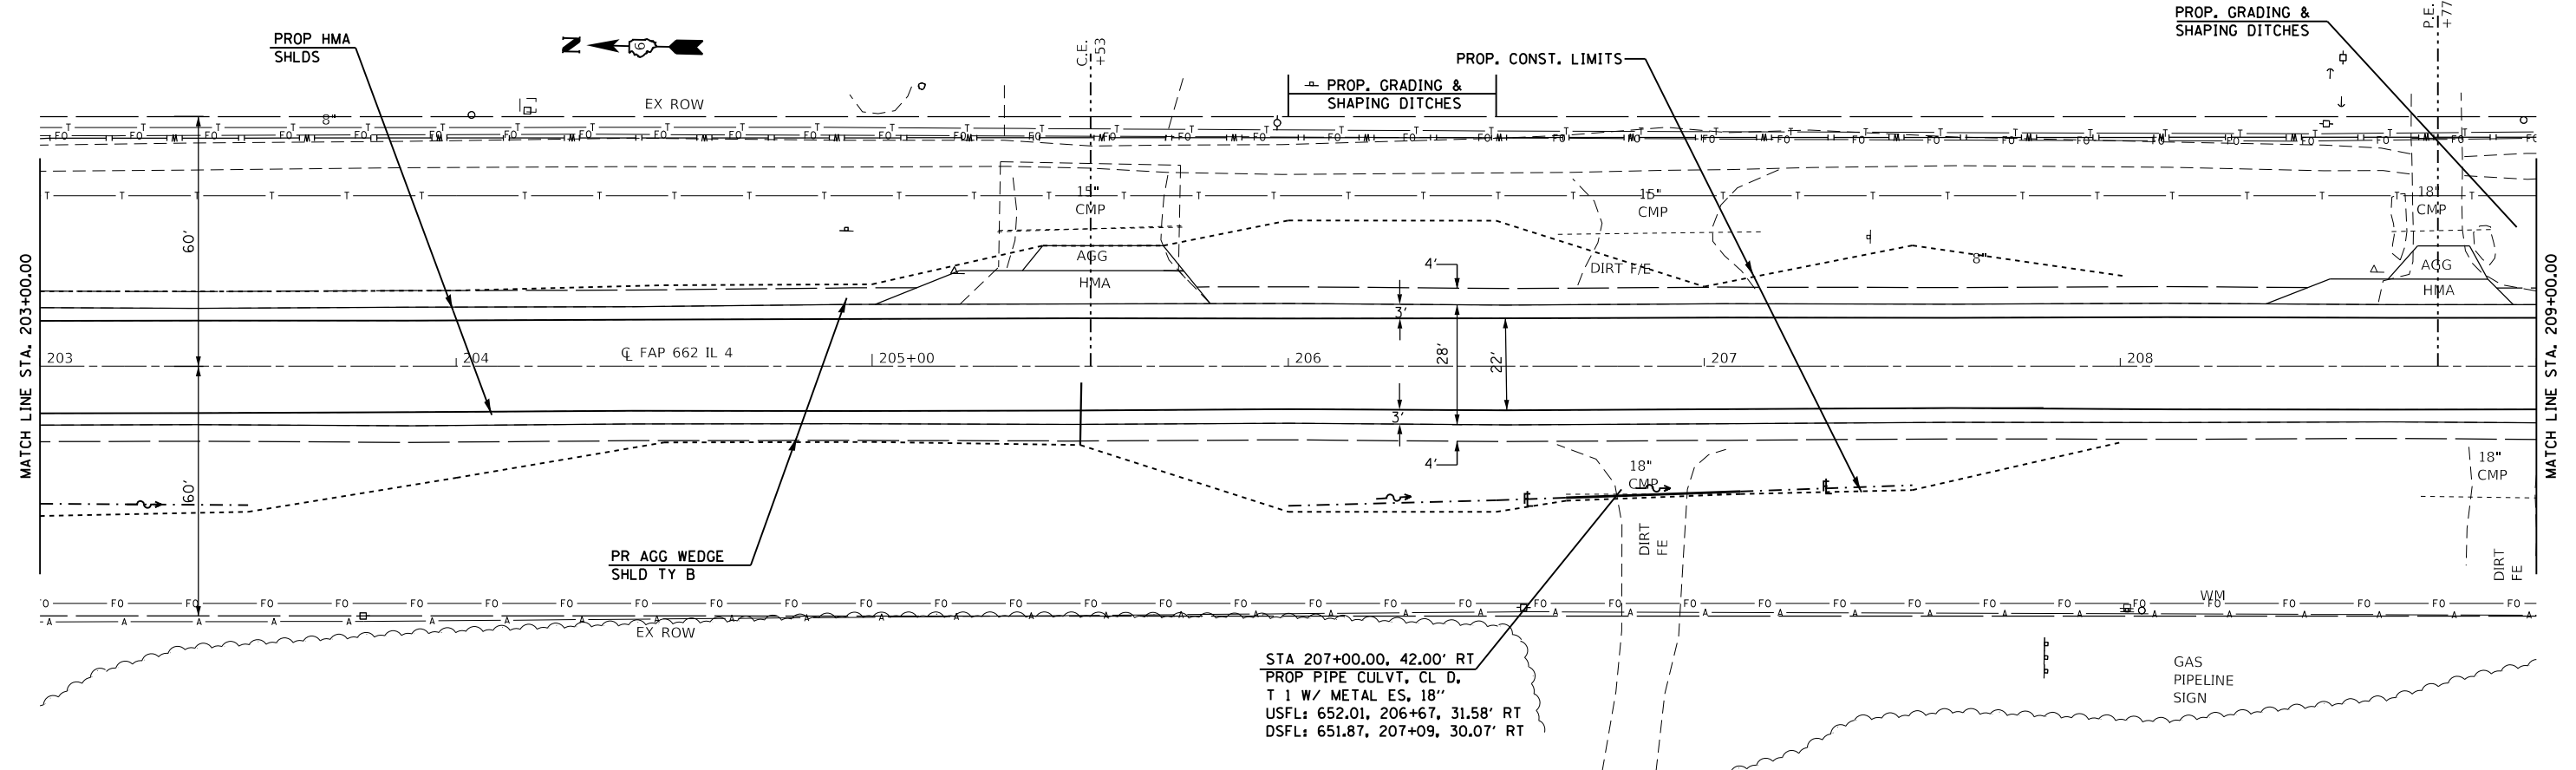 PROP HMA
SHLDS
N
6
C.E.
+53
PROP. GRADING &
SHAPING DITCHES
PROP. CONST. LIMITS
PROP. GRADING &
SHAPING DITCHES
P.E.
+77
EX ROW
8"
60'
15"
CMP
AGG
HMA
15"
CMP
DIRT F/E
8"
18"
CMP
AGG
HMA
4'
3'
28'
22'
3'
4'
MATCH LINE STA. 203+00.00
203
204
℄ FAP 662 IL 4
205+00
206
207
208
MATCH LINE STA. 209+00.00
60'
18"
CMP
DIRT
FE
18"
CMP
DIRT
FE
PR AGG WEDGE
SHLD TY B
WM
EX ROW
STA 207+00.00, 42.00' RT
PROP PIPE CULVT, CL D,
T 1 W/ METAL ES, 18''
USFL: 652.01, 206+67, 31.58' RT
DSFL: 651.87, 207+09, 30.07' RT
GAS
PIPELINE
SIGN